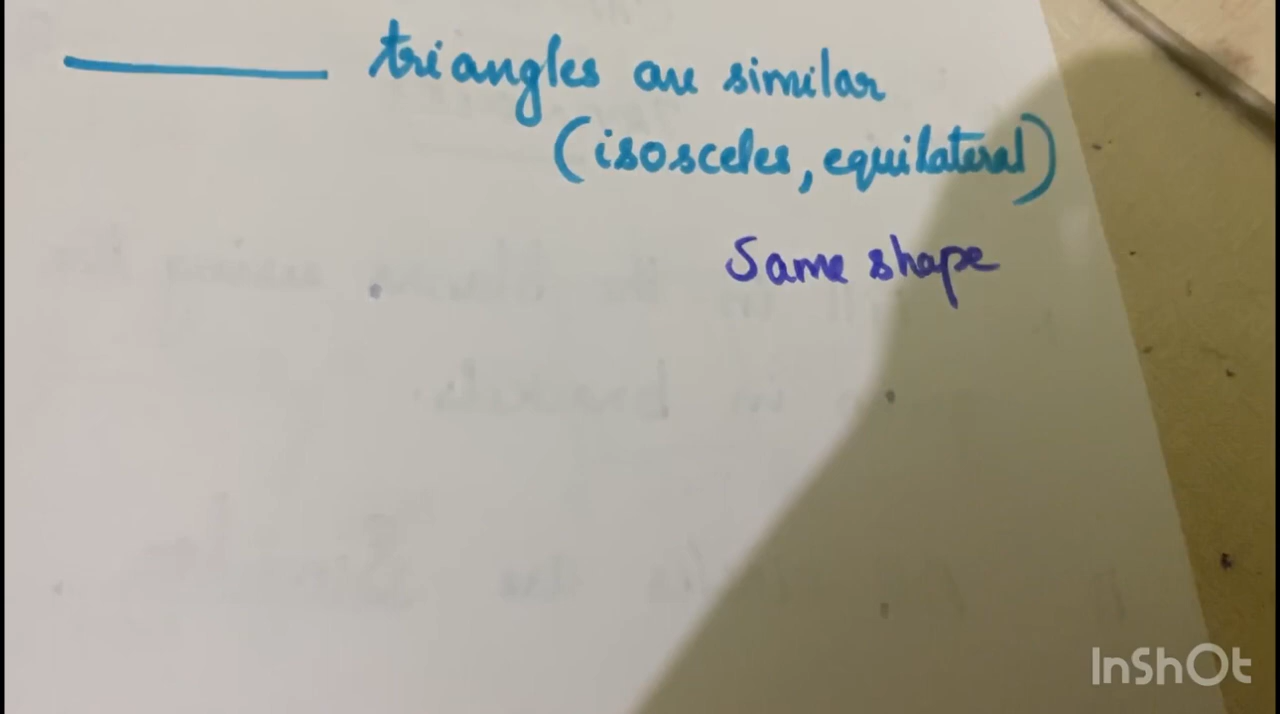 ________ triangles are similar
(isosceles, equilateral)
Same shape
InShOt